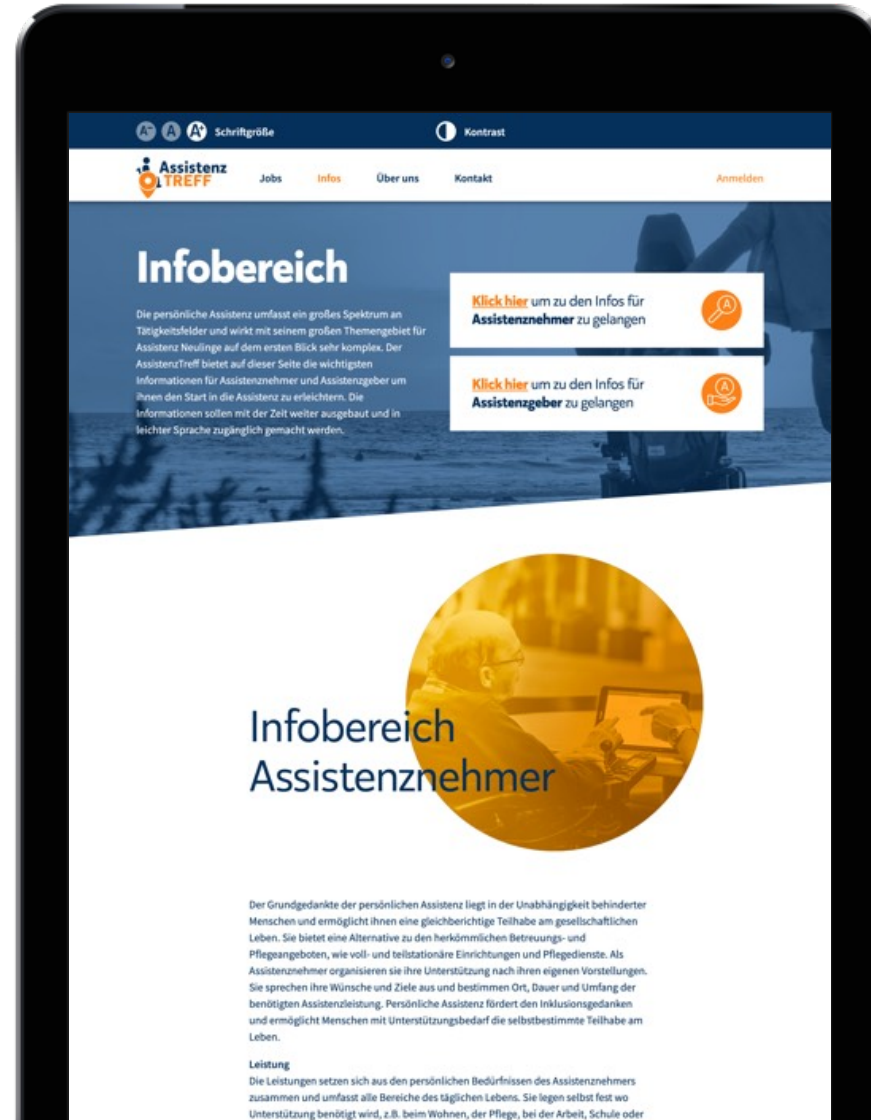 A- A A+ Schriftgröße Kontrast
Assistenz
TREFF
Jobs Infos Über uns Kontakt Anmelden
Infobereich
Die persönliche Assistenz umfasst ein großes Spektrum an
Tätigkeitsfelder und wirkt mit seinem großen Themengebiet für
Assistenz Neulinge auf dem ersten Blick sehr komplex. Der
AssistenzTreff bietet auf dieser Seite die wichtigsten
Informationen für Assistenznehmer und Assistenzgeber um
ihnen den Start in die Assistenz zu erleichtern. Die
Informationen sollen mit der Zeit weiter ausgebaut und in
leichter Sprache zugänglich gemacht werden.
Klick hier um zu den Infos für
Assistenznehmer zu gelangen
A
Klick hier um zu den Infos für
Assistenzgeber zu gelangen
A
Infobereich
Assistenznehmer
Der Grundgedankte der persönlichen Assistenz liegt in der Unabhängigkeit behinderter
Menschen und ermöglicht ihnen eine gleichberichtige Teilhabe am gesellschaftlichen
Leben. Sie bietet eine Alternative zu den herkömmlichen Betreuungs- und
Pflegeangeboten, wie voll- und teilstationäre Einrichtungen und Pflegedienste. Als
Assistenznehmer organisieren sie ihre Unterstützung nach ihren eigenen Vorstellungen.
Sie sprechen ihre Wünsche und Ziele aus und bestimmen Ort, Dauer und Umfang der
benötigten Assistenzleistung. Persönliche Assistenz fördert den Inklusionsgedanken
und ermöglicht Menschen mit Unterstützungsbedarf die selbstbestimmte Teilhabe am
Leben.
Leistung
Die Leistungen setzen sich aus den persönlichen Bedürfnissen des Assistenznehmers
zusammen und umfasst alle Bereiche des täglichen Lebens. Sie legen selbst fest wo
Unterstützung benötigt wird, z.B. beim Wohnen, der Pflege, bei der Arbeit, Schule oder